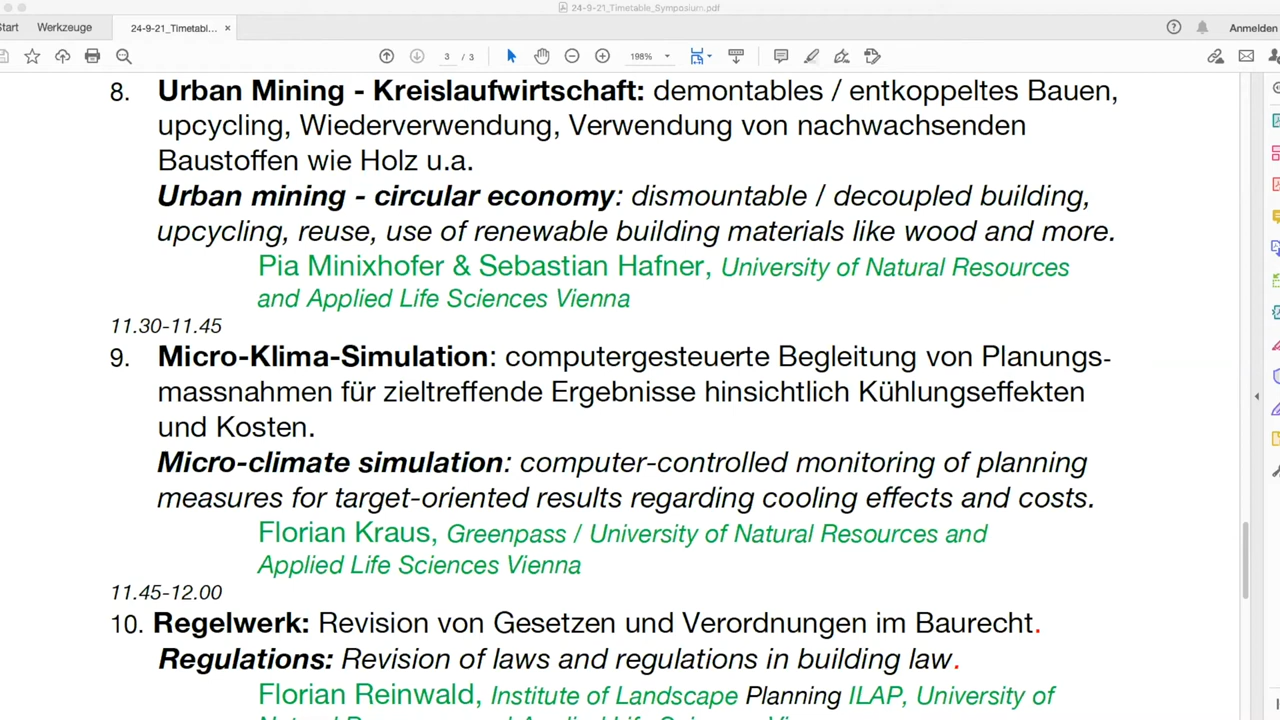 24-9-21_Timetable_Symposium.pdf
Start Werkzeuge 24-9-21_Timetabl... × Anmelden
3 / 3 198%
8. Urban Mining - Kreislaufwirtschaft: demontables / entkoppeltes Bauen,
upcycling, Wiederverwendung, Verwendung von nachwachsenden
Baustoffen wie Holz u.a.
Urban mining - circular economy: dismountable / decoupled building,
upcycling, reuse, use of renewable building materials like wood and more.
Pia Minixhofer & Sebastian Hafner, University of Natural Resources
and Applied Life Sciences Vienna
11.30-11.45
9. Micro-Klima-Simulation: computergesteuerte Begleitung von Planungs-
massnahmen für zieltreffende Ergebnisse hinsichtlich Kühlungseffekten
und Kosten.
Micro-climate simulation: computer-controlled monitoring of planning
measures for target-oriented results regarding cooling effects and costs.
Florian Kraus, Greenpass / University of Natural Resources and
Applied Life Sciences Vienna
11.45-12.00
10. Regelwerk: Revision von Gesetzen und Verordnungen im Baurecht.
Regulations: Revision of laws and regulations in building law.
Florian Reinwald, Institute of Landscape Planning ILAP, University of